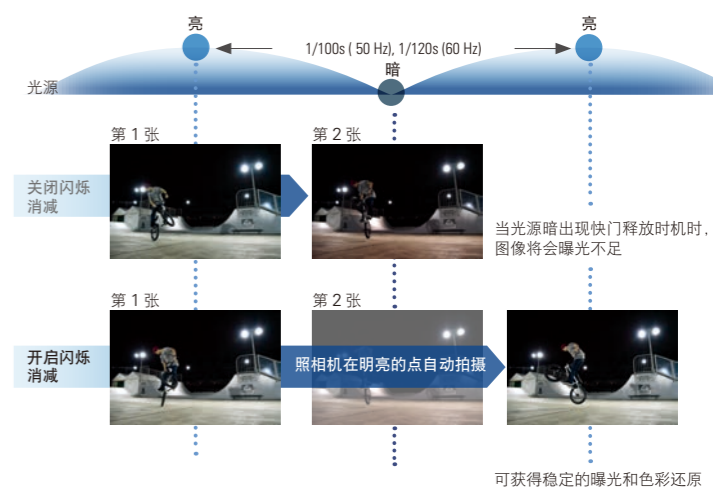 亮
亮
1/100s ( 50 Hz), 1/120s (60 Hz)
暗
光源
第 1 张
第 2 张
关闭闪烁
消减
当光源暗出现快门释放时机时，
图像将会曝光不足
第 1 张
第 2 张
开启闪烁
消减
照相机在明亮的点自动拍摄
可获得稳定的曝光和色彩还原